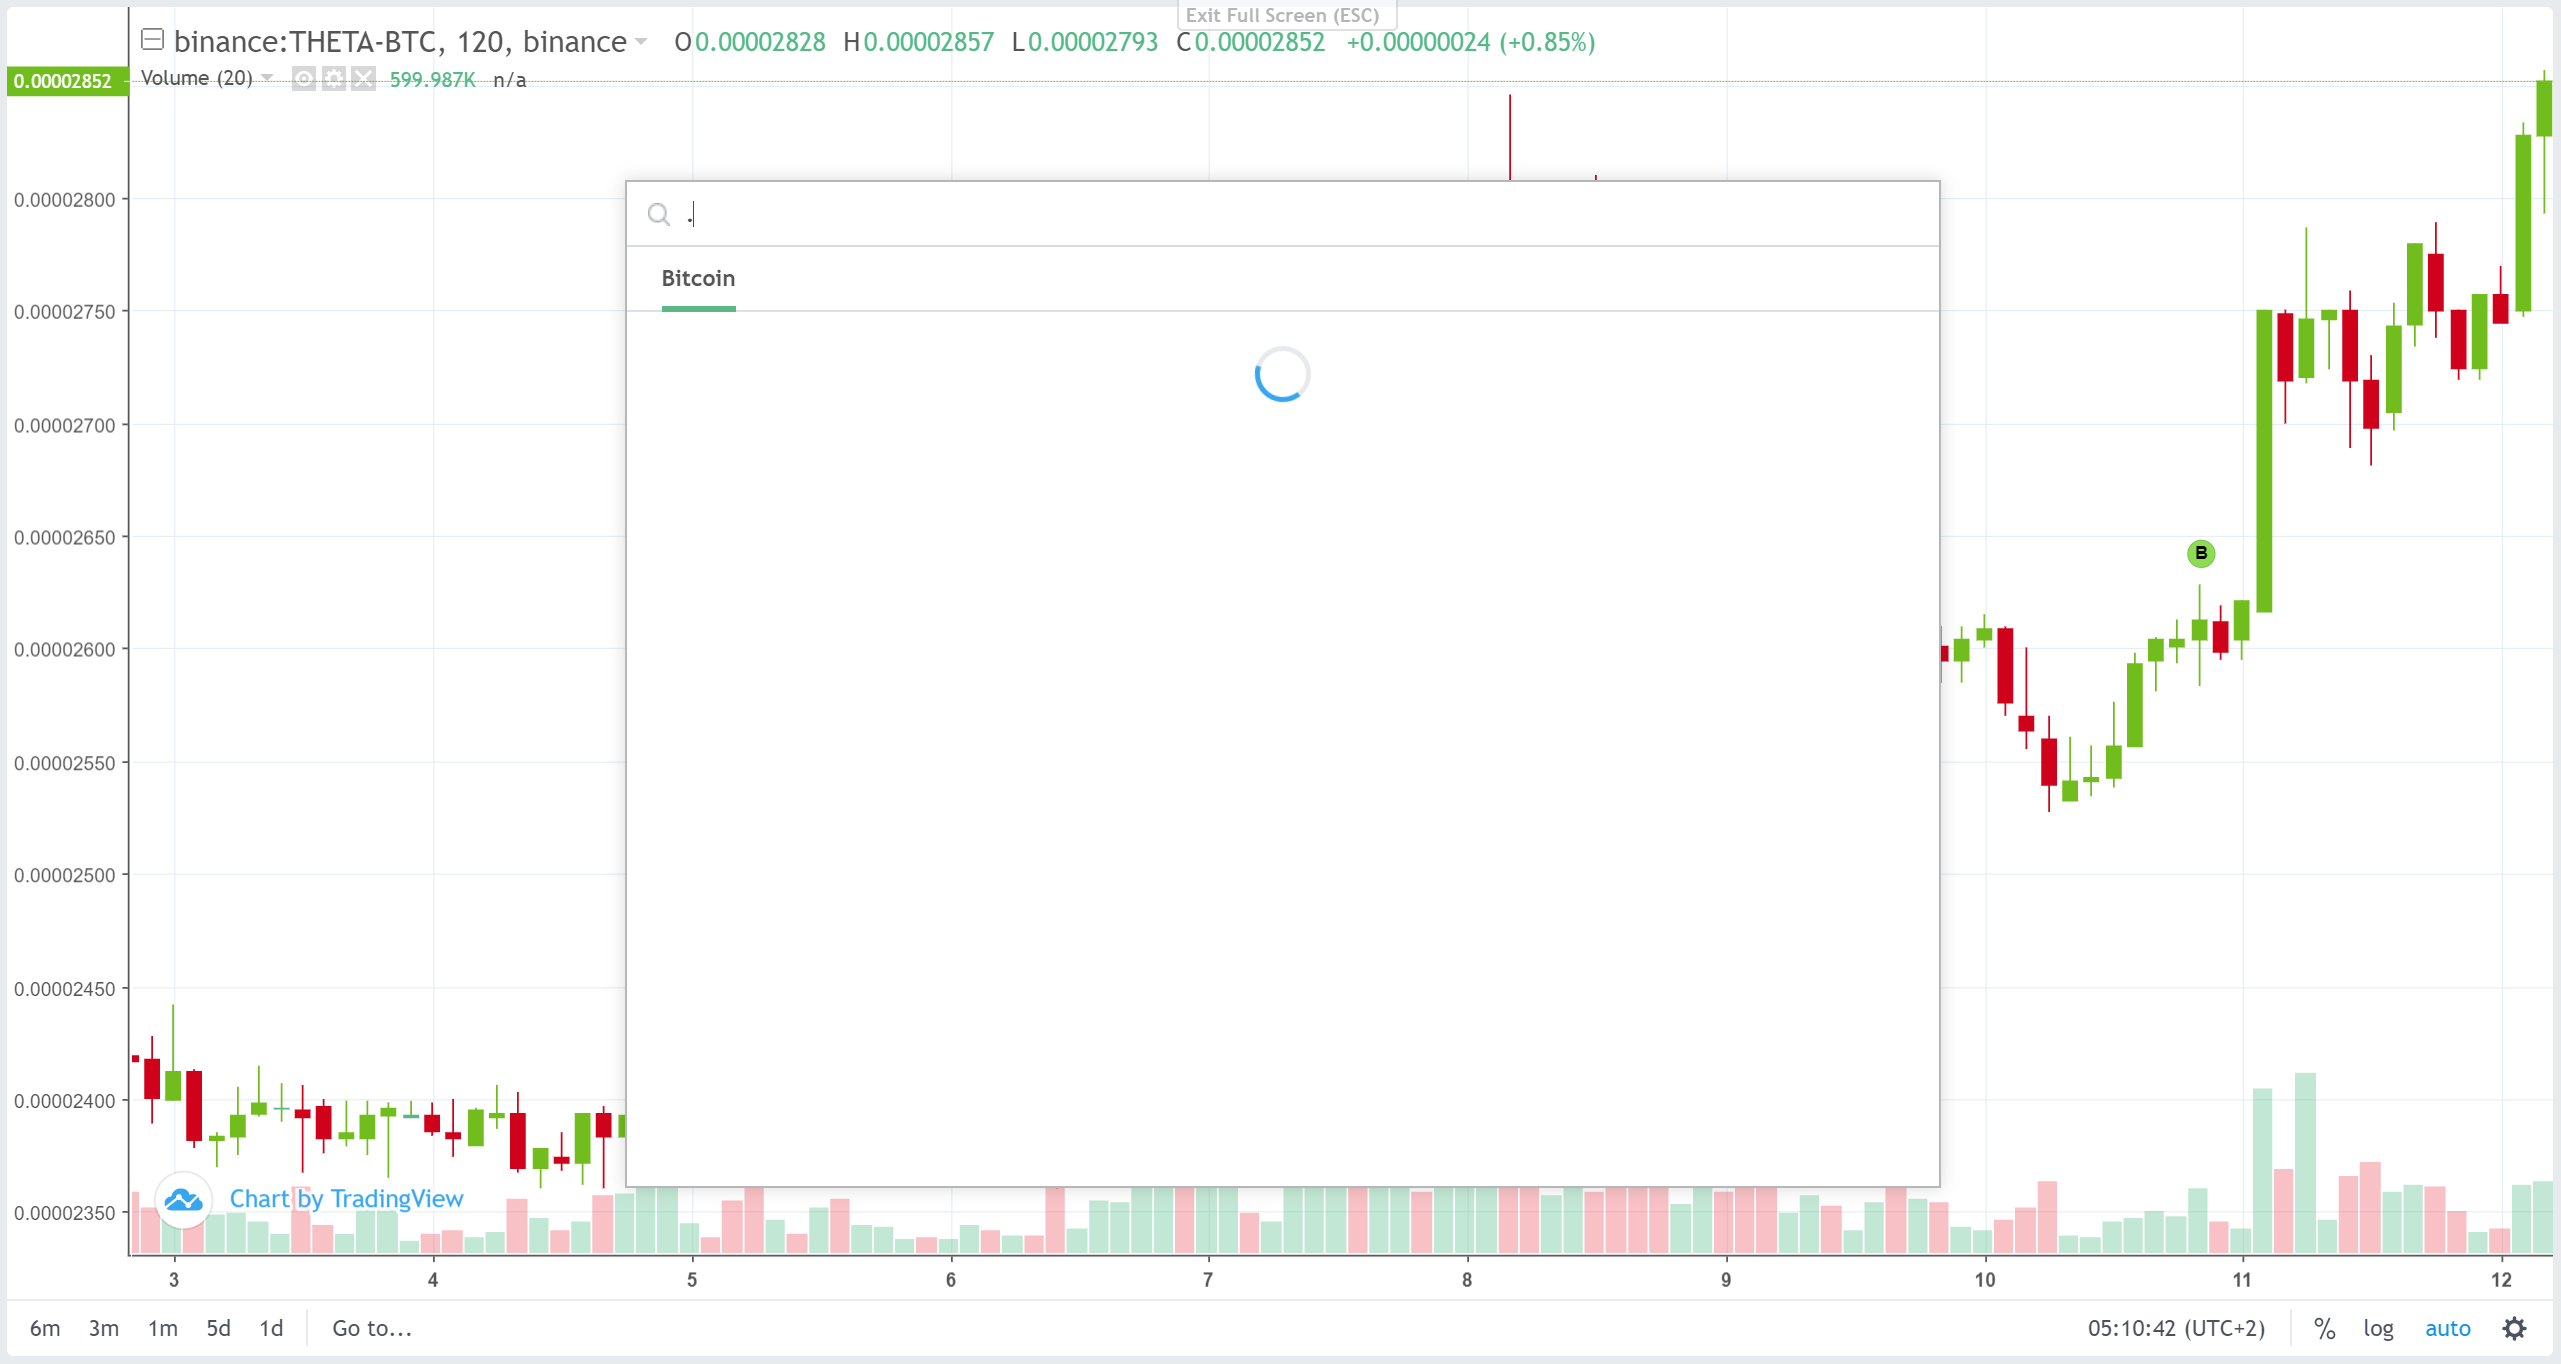 Exit Full Screen (ESC)
binance:THETA-BTC, 120, binance O0.00002828 H0.00002857 L0.00002793 C0.00002852 +0.00000024 (+0.85%)
0.00002852 Volume (20) 599.987K n/a
0.00002800
.
Bitcoin
0.00002750
0.00002700
0.00002650
B
0.00002600
0.00002550
0.00002500
0.00002450
0.00002400
Chart by TradingView
0.00002350
3 4 5 6 7 8 9 10 11 12
6m 3m 1m 5d 1d Go to... 05:10:42 (UTC+2) % log auto